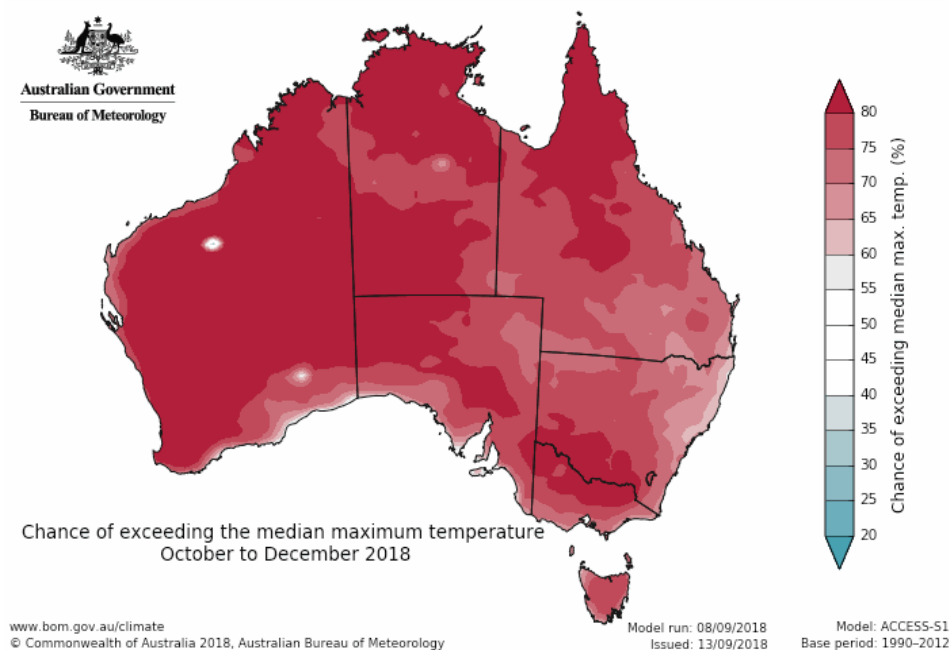 Australian Government
Bureau of Meteorology
80
75
70
65
60
55
50
45
40
35
30
25
20
Chance of exceeding median max. temp. (%)
Chance of exceeding the median maximum temperature
October to December 2018
www.bom.gov.au/climate
© Commonwealth of Australia 2018, Australian Bureau of Meteorology
Model run: 08/09/2018
Issued: 13/09/2018
Model: ACCESS-S1
Base period: 1990-2012